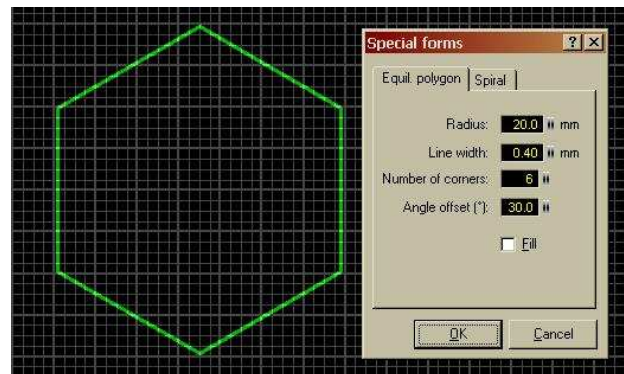 Special forms
Equil. polygon Spiral
Radius: 20.0 mm
Line width: 0.40 mm
Number of corners: 6
Angle offset (°): 30.0
Fill
OK Cancel